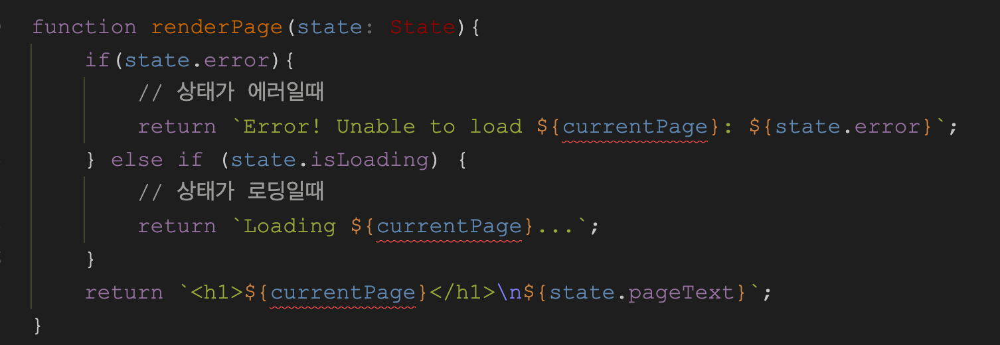 function renderPage(state: State){
if(state.error){
// 상태가 에러일때
return `Error! Unable to load ${currentPage}: ${state.error}`;
} else if (state.isLoading) {
// 상태가 로딩일때
return `Loading ${currentPage}...`;
}
return `<h1>${currentPage}</h1>\n${state.pageText}`;
}